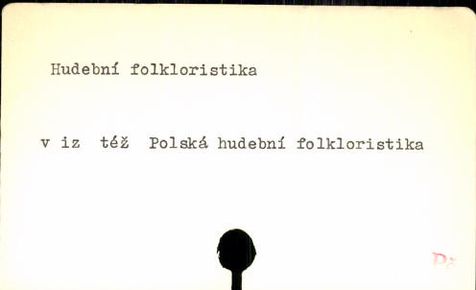 Hudební folkloristika
v iz též Polská hudební folkloristika